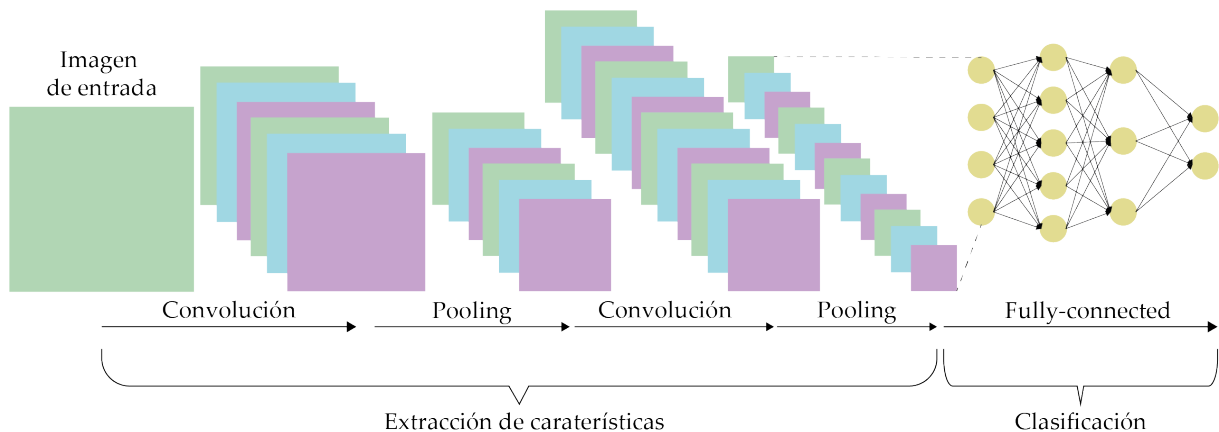 Imagen
de entrada
Convolución
Pooling
Convolución
Pooling
Fully-connected
Extracción de caraterísticas
Clasificación